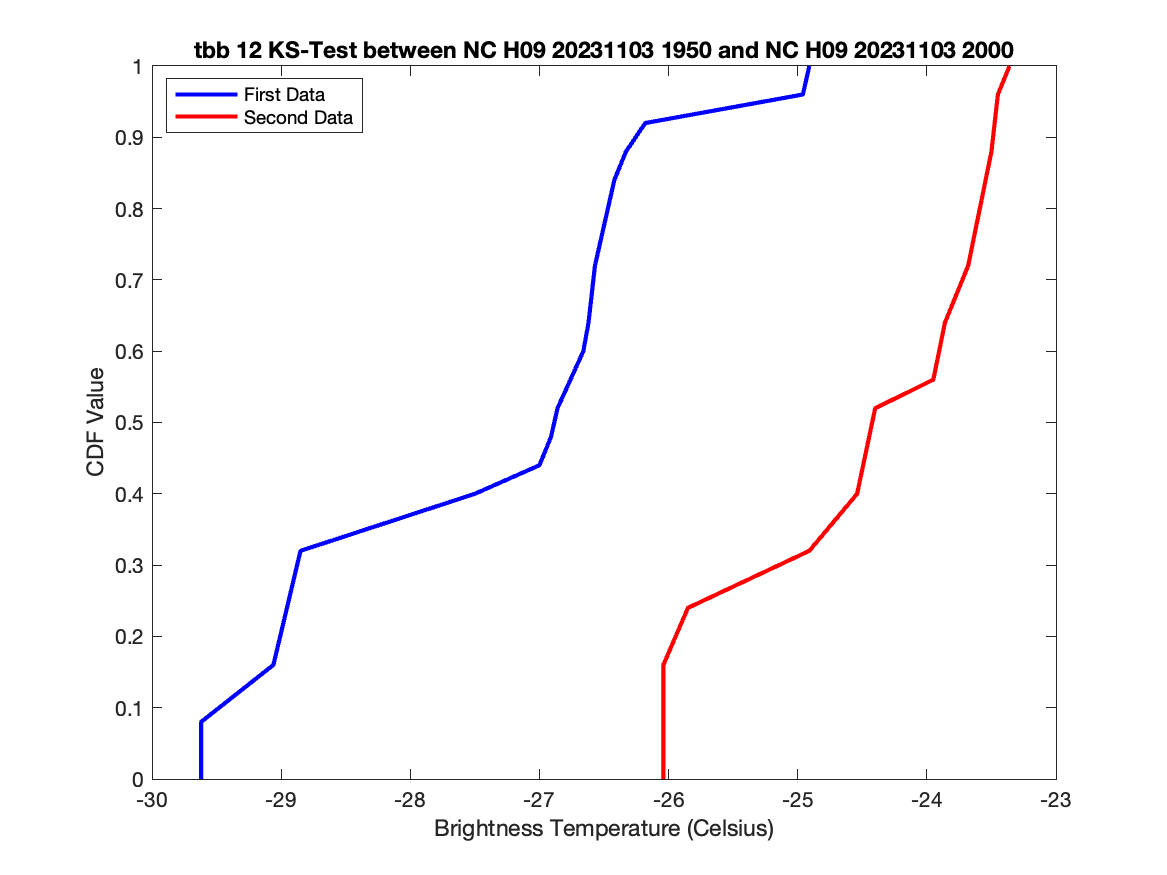 tbb 12 KS-Test between NC H09 20231103 1950 and NC H09 20231103 2000
First Data
Second Data
1
0.9
0.8
0.7
0.6
0.5
0.4
0.3
0.2
0.1
0
CDF Value
-30 -29 -28 -27 -26 -25 -24 -23
Brightness Temperature (Celsius)